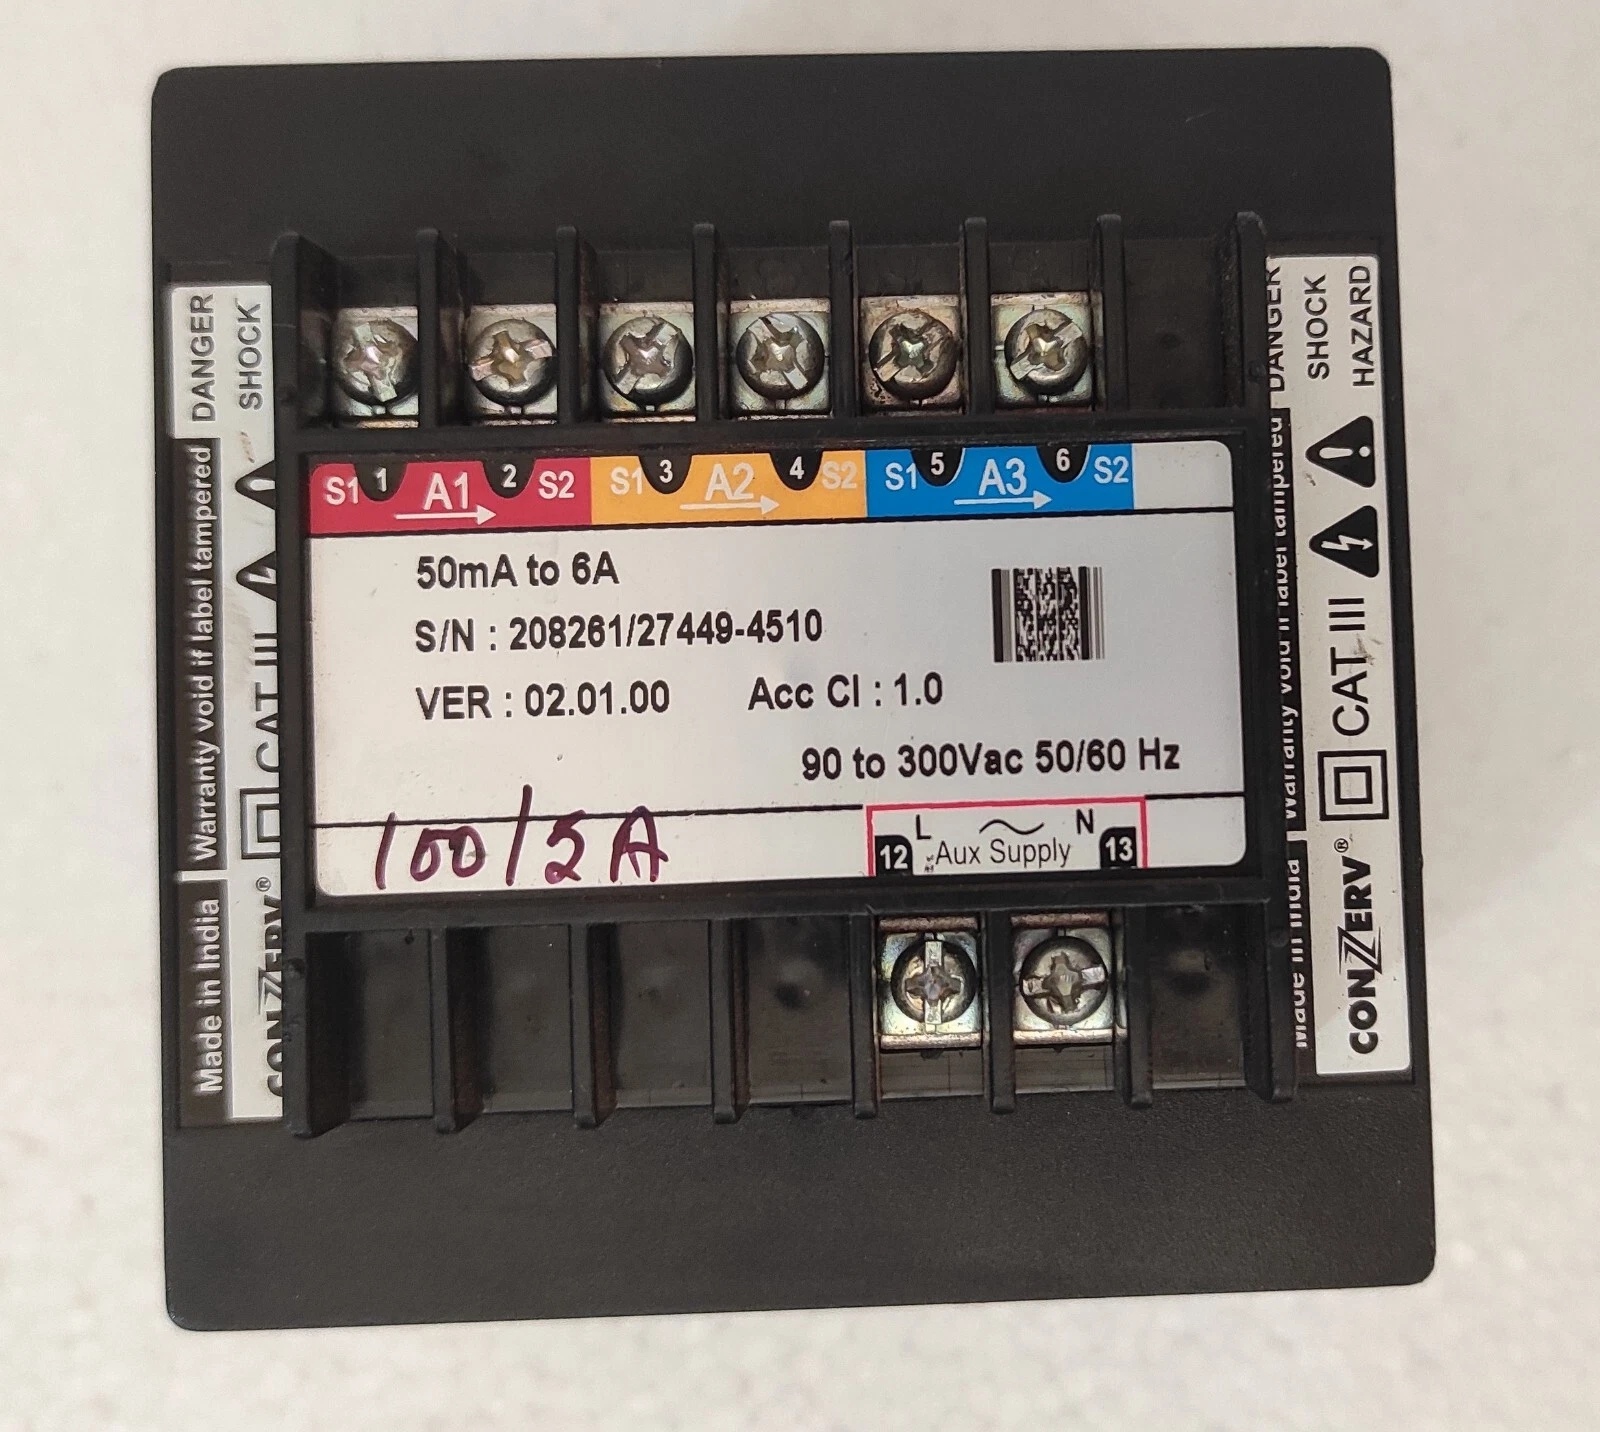 S1 1 A1 2 S2 S1 3 A2 4 S2 S1 5 A3 6 S2
50mA to 6A
S/N : 208261/27449-4510
VER : 02.01.00 Acc Cl : 1.0
90 to 300Vac 50/60 Hz
100/5A
L N
12 Aux Supply 13
Made in India Warranty void if label tampered DANGER
CONZERV® CAT III SHOCK
Made in India Warranty void if label tampered DANGER
CONZERV® CAT III SHOCK
HAZARD